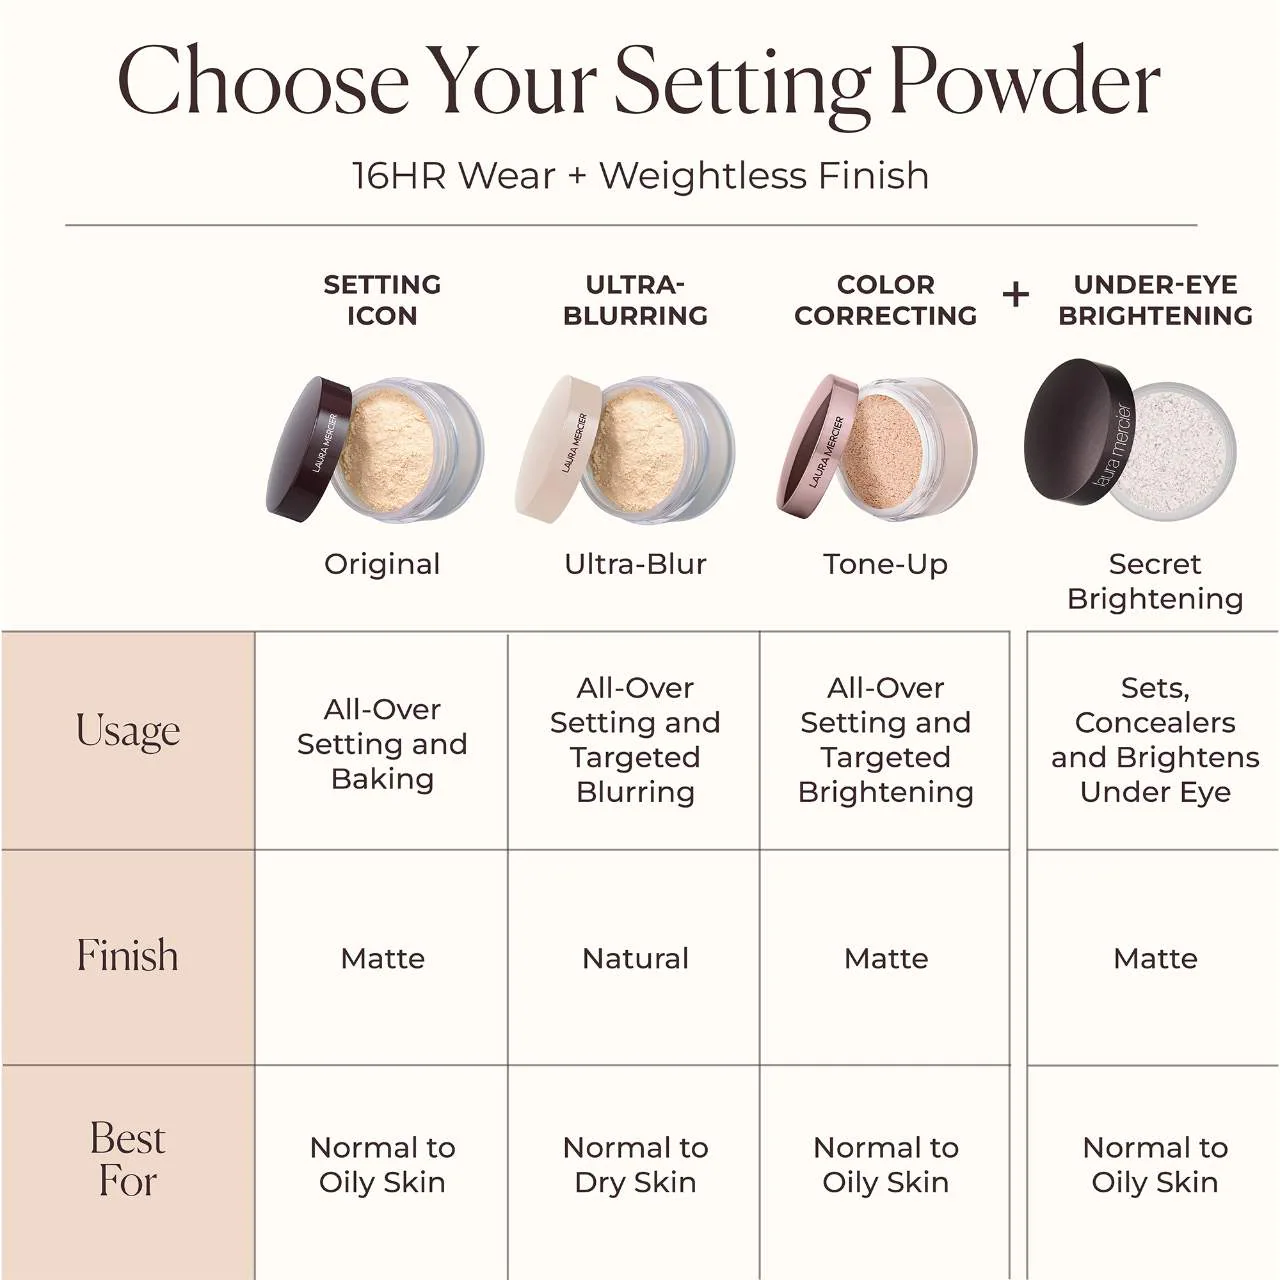 Choose Your Setting Powder
16HR Wear + Weightless Finish
SETTING
ICON
ULTRA-
BLURRING
COLOR
CORRECTING
+
UNDER-EYE
BRIGHTENING
LAURA MERCIER
LAURA MERCIER
LAURA MERCIER
laura mercier
Original
Ultra-Blur
Tone-Up
Secret
Brightening
Usage
All-Over
Setting and
Baking
All-Over
Setting and
Targeted
Blurring
All-Over
Setting and
Targeted
Brightening
Sets,
Concealers
and Brightens
Under Eye
Finish
Matte
Natural
Matte
Matte
Best
For
Normal to
Oily Skin
Normal to
Dry Skin
Normal to
Oily Skin
Normal to
Oily Skin